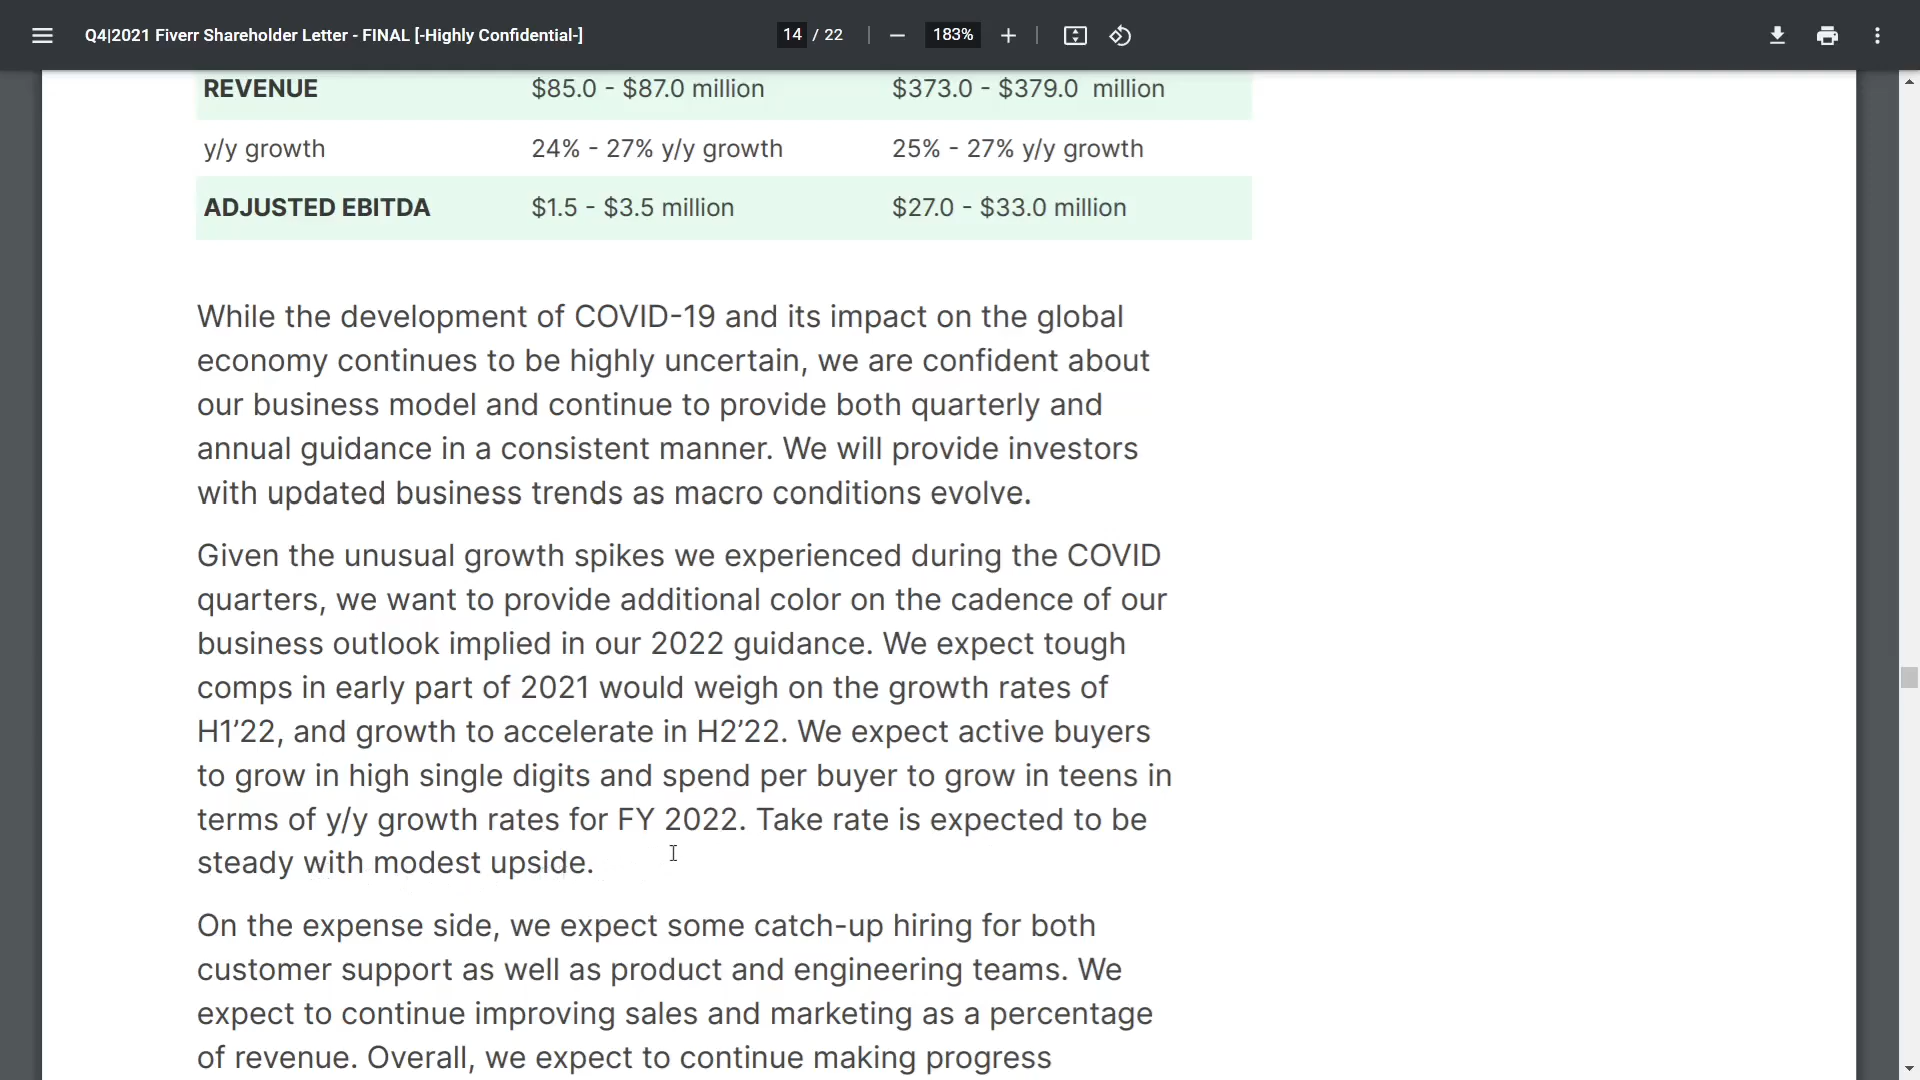 Q4|2021 Fiverr Shareholder Letter - FINAL [-Highly Confidential-] 14 / 22 183%
REVENUE $85.0 - $87.0 million $373.0 - $379.0 million
y/y growth 24% - 27% y/y growth 25% - 27% y/y growth
ADJUSTED EBITDA $1.5 - $3.5 million $27.0 - $33.0 million
While the development of COVID-19 and its impact on the global
economy continues to be highly uncertain, we are confident about
our business model and continue to provide both quarterly and
annual guidance in a consistent manner. We will provide investors
with updated business trends as macro conditions evolve.
Given the unusual growth spikes we experienced during the COVID
quarters, we want to provide additional color on the cadence of our
business outlook implied in our 2022 guidance. We expect tough
comps in early part of 2021 would weigh on the growth rates of
H1’22, and growth to accelerate in H2’22. We expect active buyers
to grow in high single digits and spend per buyer to grow in teens in
terms of y/y growth rates for FY 2022. Take rate is expected to be
steady with modest upside.
On the expense side, we expect some catch-up hiring for both
customer support as well as product and engineering teams. We
expect to continue improving sales and marketing as a percentage
of revenue. Overall, we expect to continue making progress